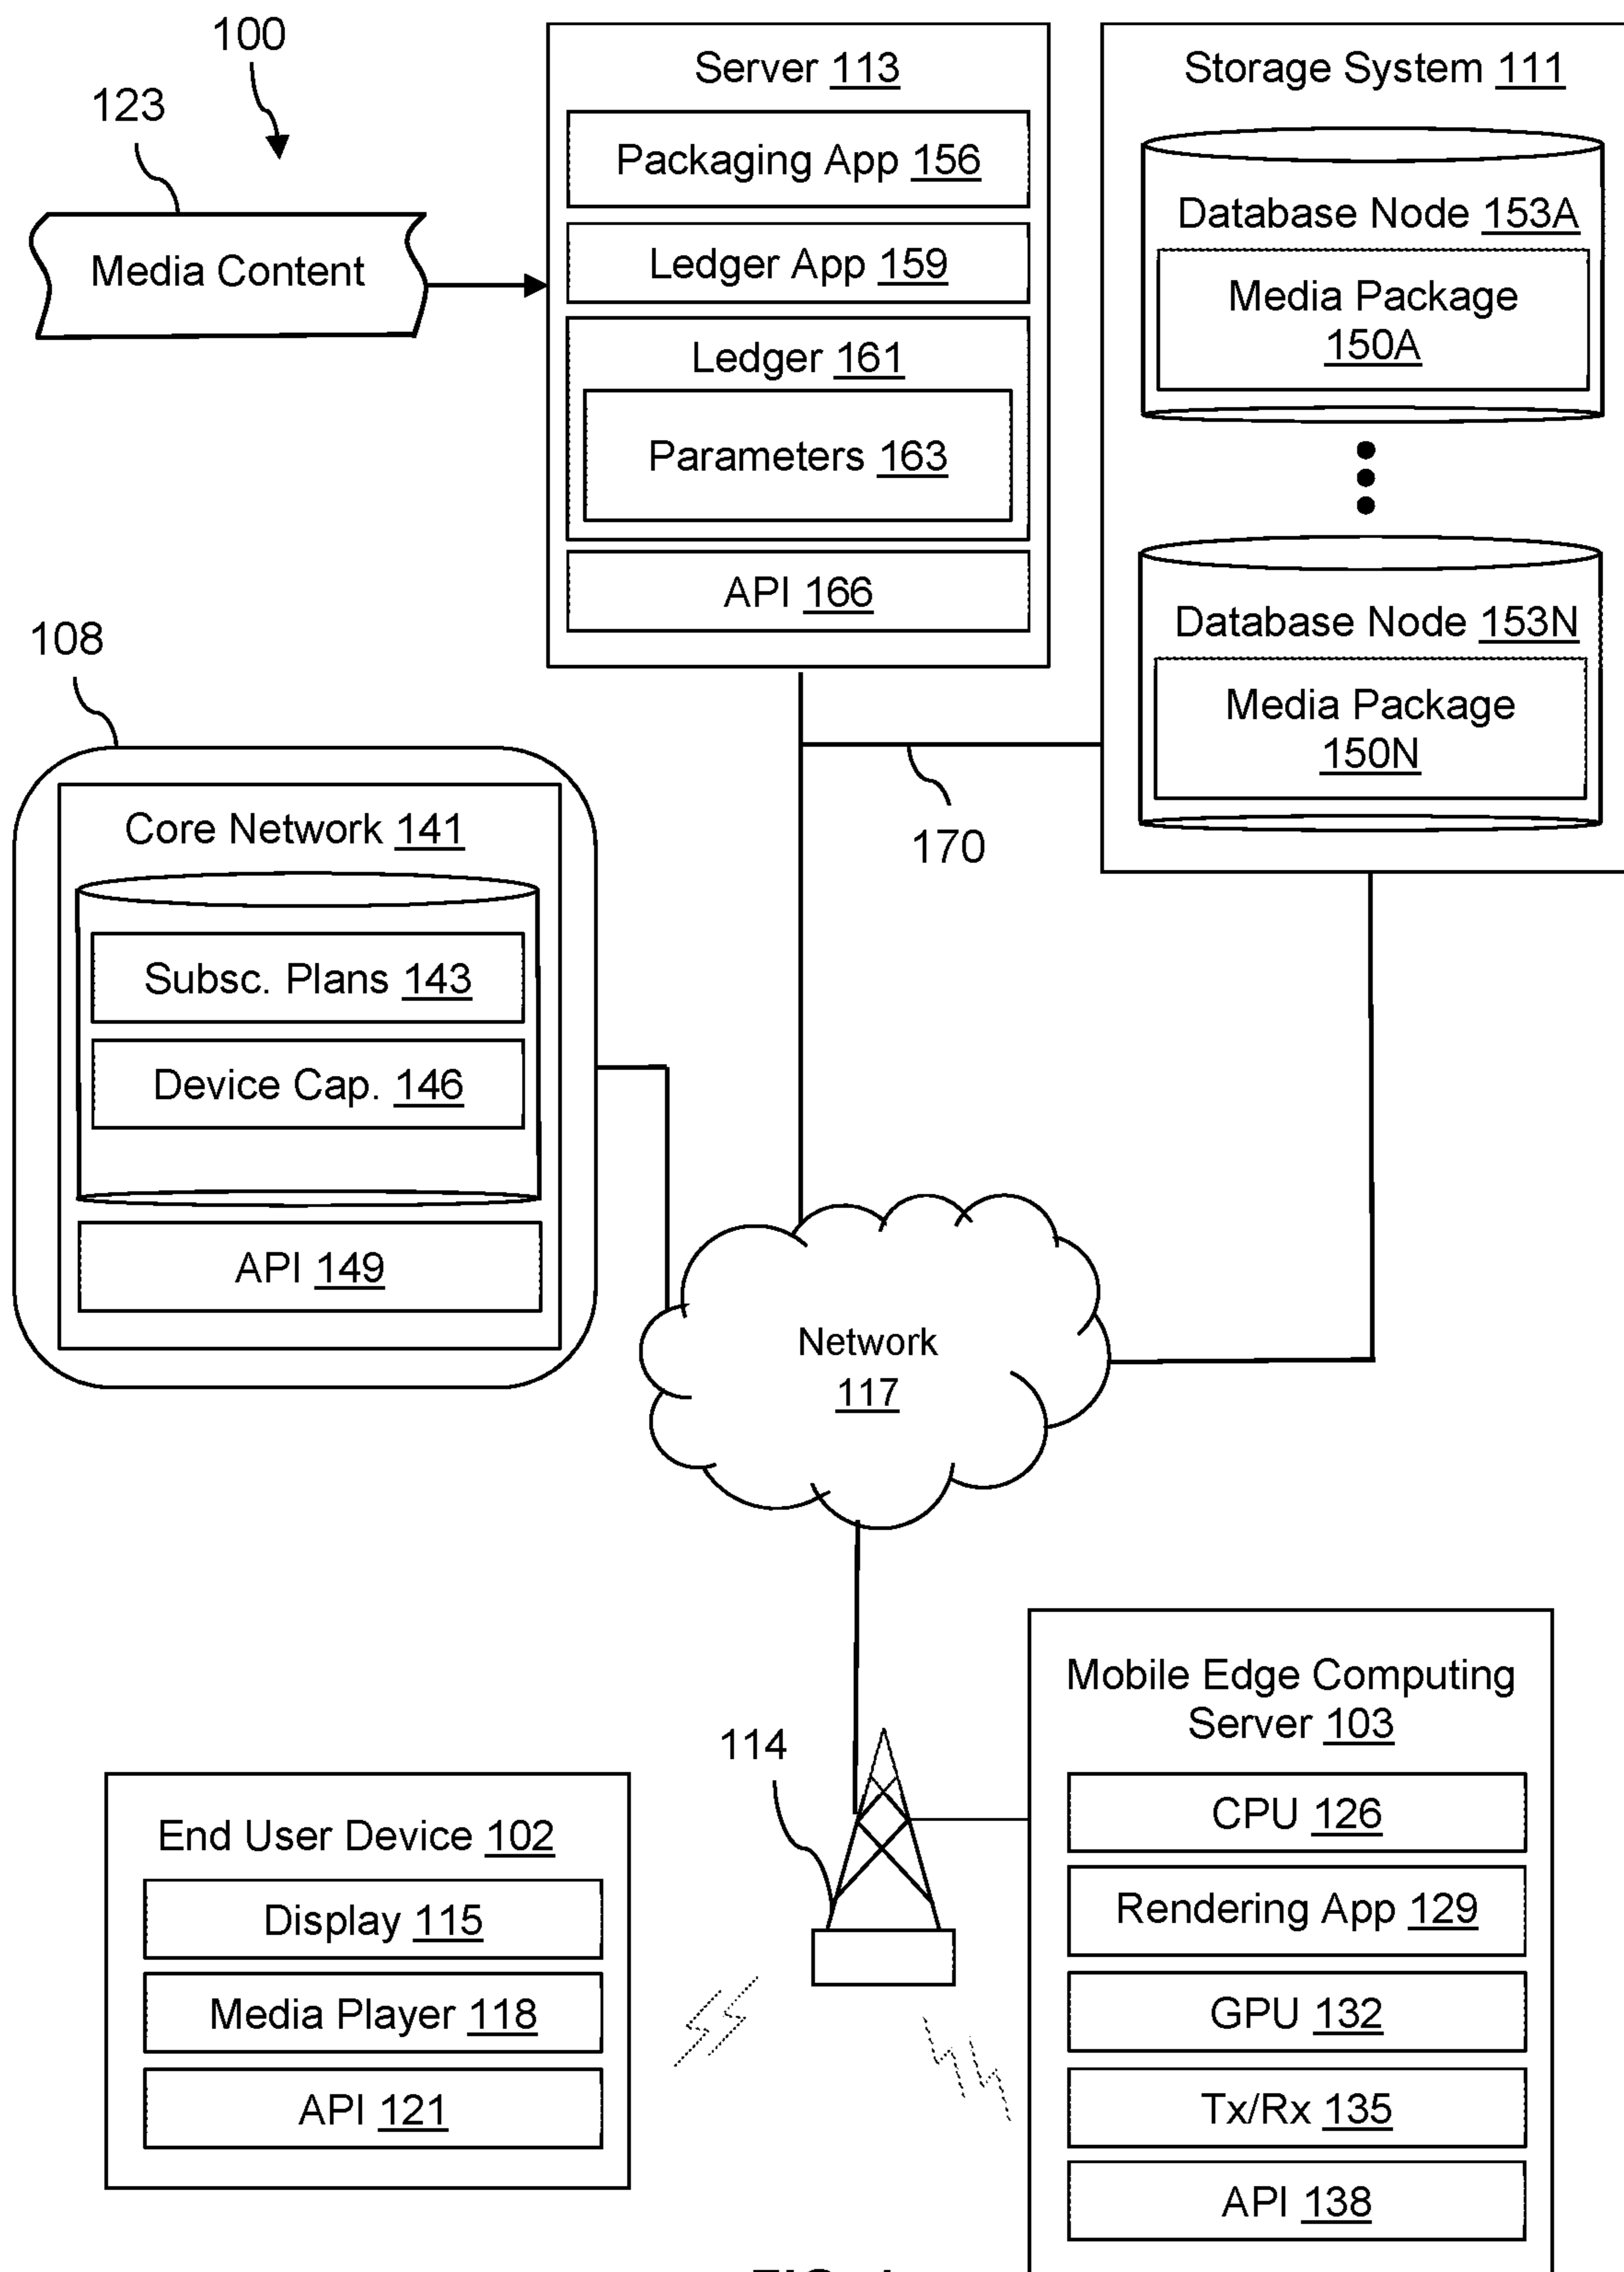 100
123
Media Content
Server 113
Packaging App 156
Ledger App 159
Ledger 161
Parameters 163
API 166
Storage System 111
Database Node 153A
Media Package
150A
Database Node 153N
Media Package
150N
170
108
Core Network 141
Subsc. Plans 143
Device Cap. 146
API 149
Network
117
114
End User Device 102
Display 115
Media Player 118
API 121
Mobile Edge Computing
Server 103
CPU 126
Rendering App 129
GPU 132
Tx/Rx 135
API 138